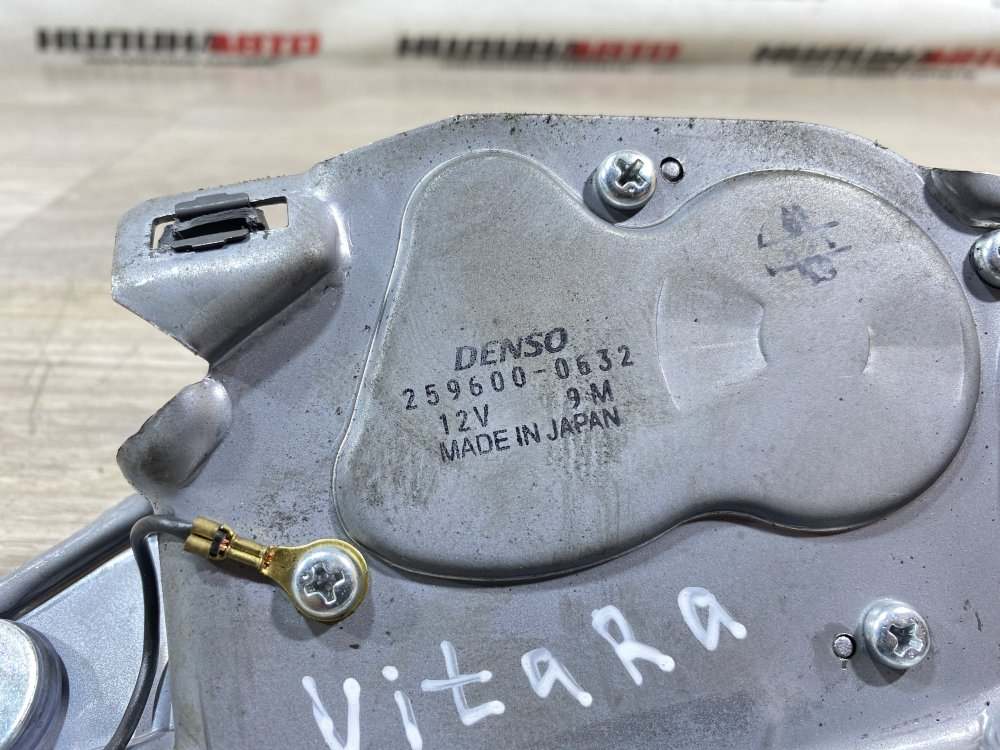 DENSO
259600-0632
12V 9M
MADE IN JAPAN
VitaRa